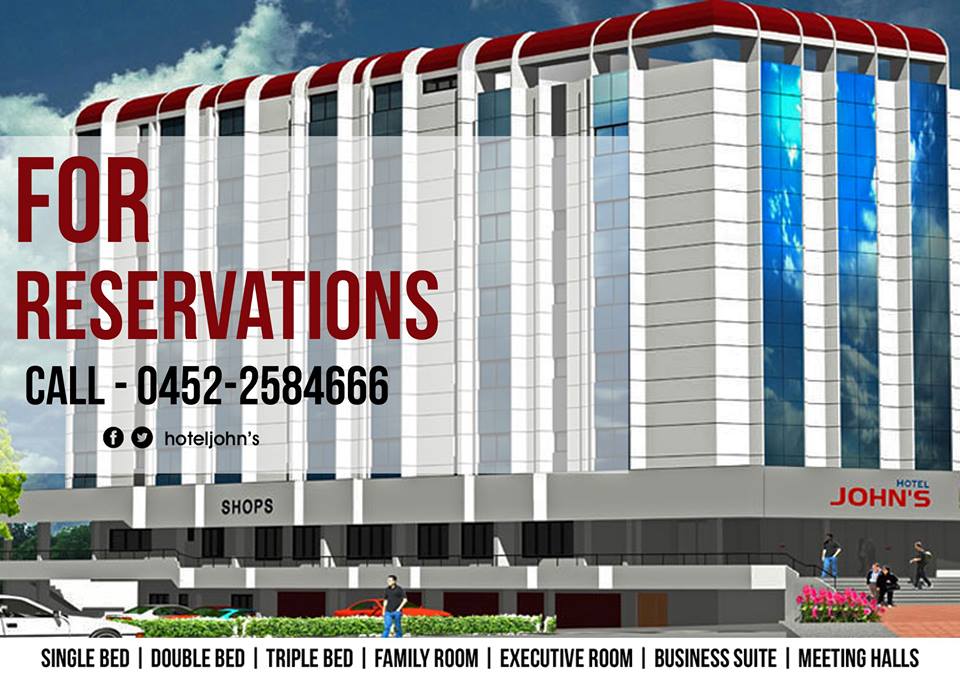 FOR
RESERVATIONS
CALL - 0452-2584666
hoteljohn's
SHOPS
HOTEL
JOHN'S
SINGLE BED | DOUBLE BED | TRIPLE BED | FAMILY ROOM | EXECUTIVE ROOM | BUSINESS SUITE | MEETING HALLS